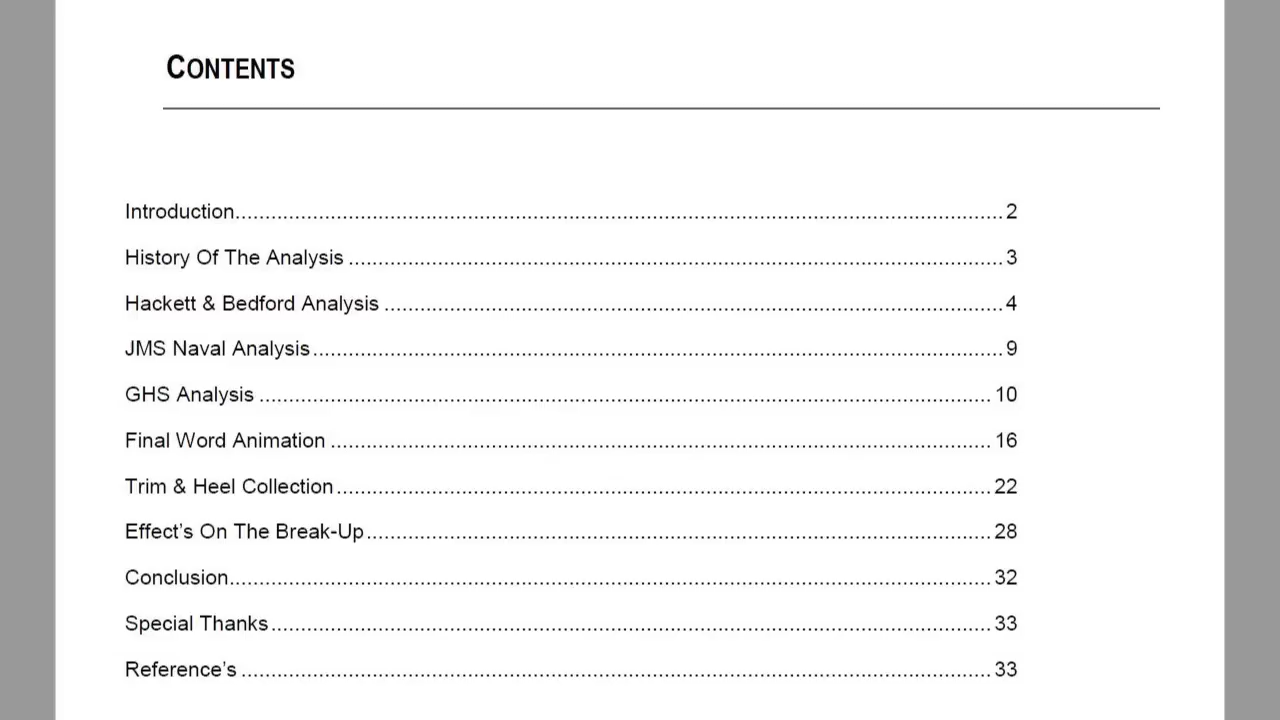 CONTENTS
Introduction..........2
History Of The Analysis..........3
Hackett & Bedford Analysis..........4
JMS Naval Analysis..........9
GHS Analysis..........10
Final Word Animation..........16
Trim & Heel Collection..........22
Effect’s On The Break-Up..........28
Conclusion..........32
Special Thanks..........33
Reference’s..........33